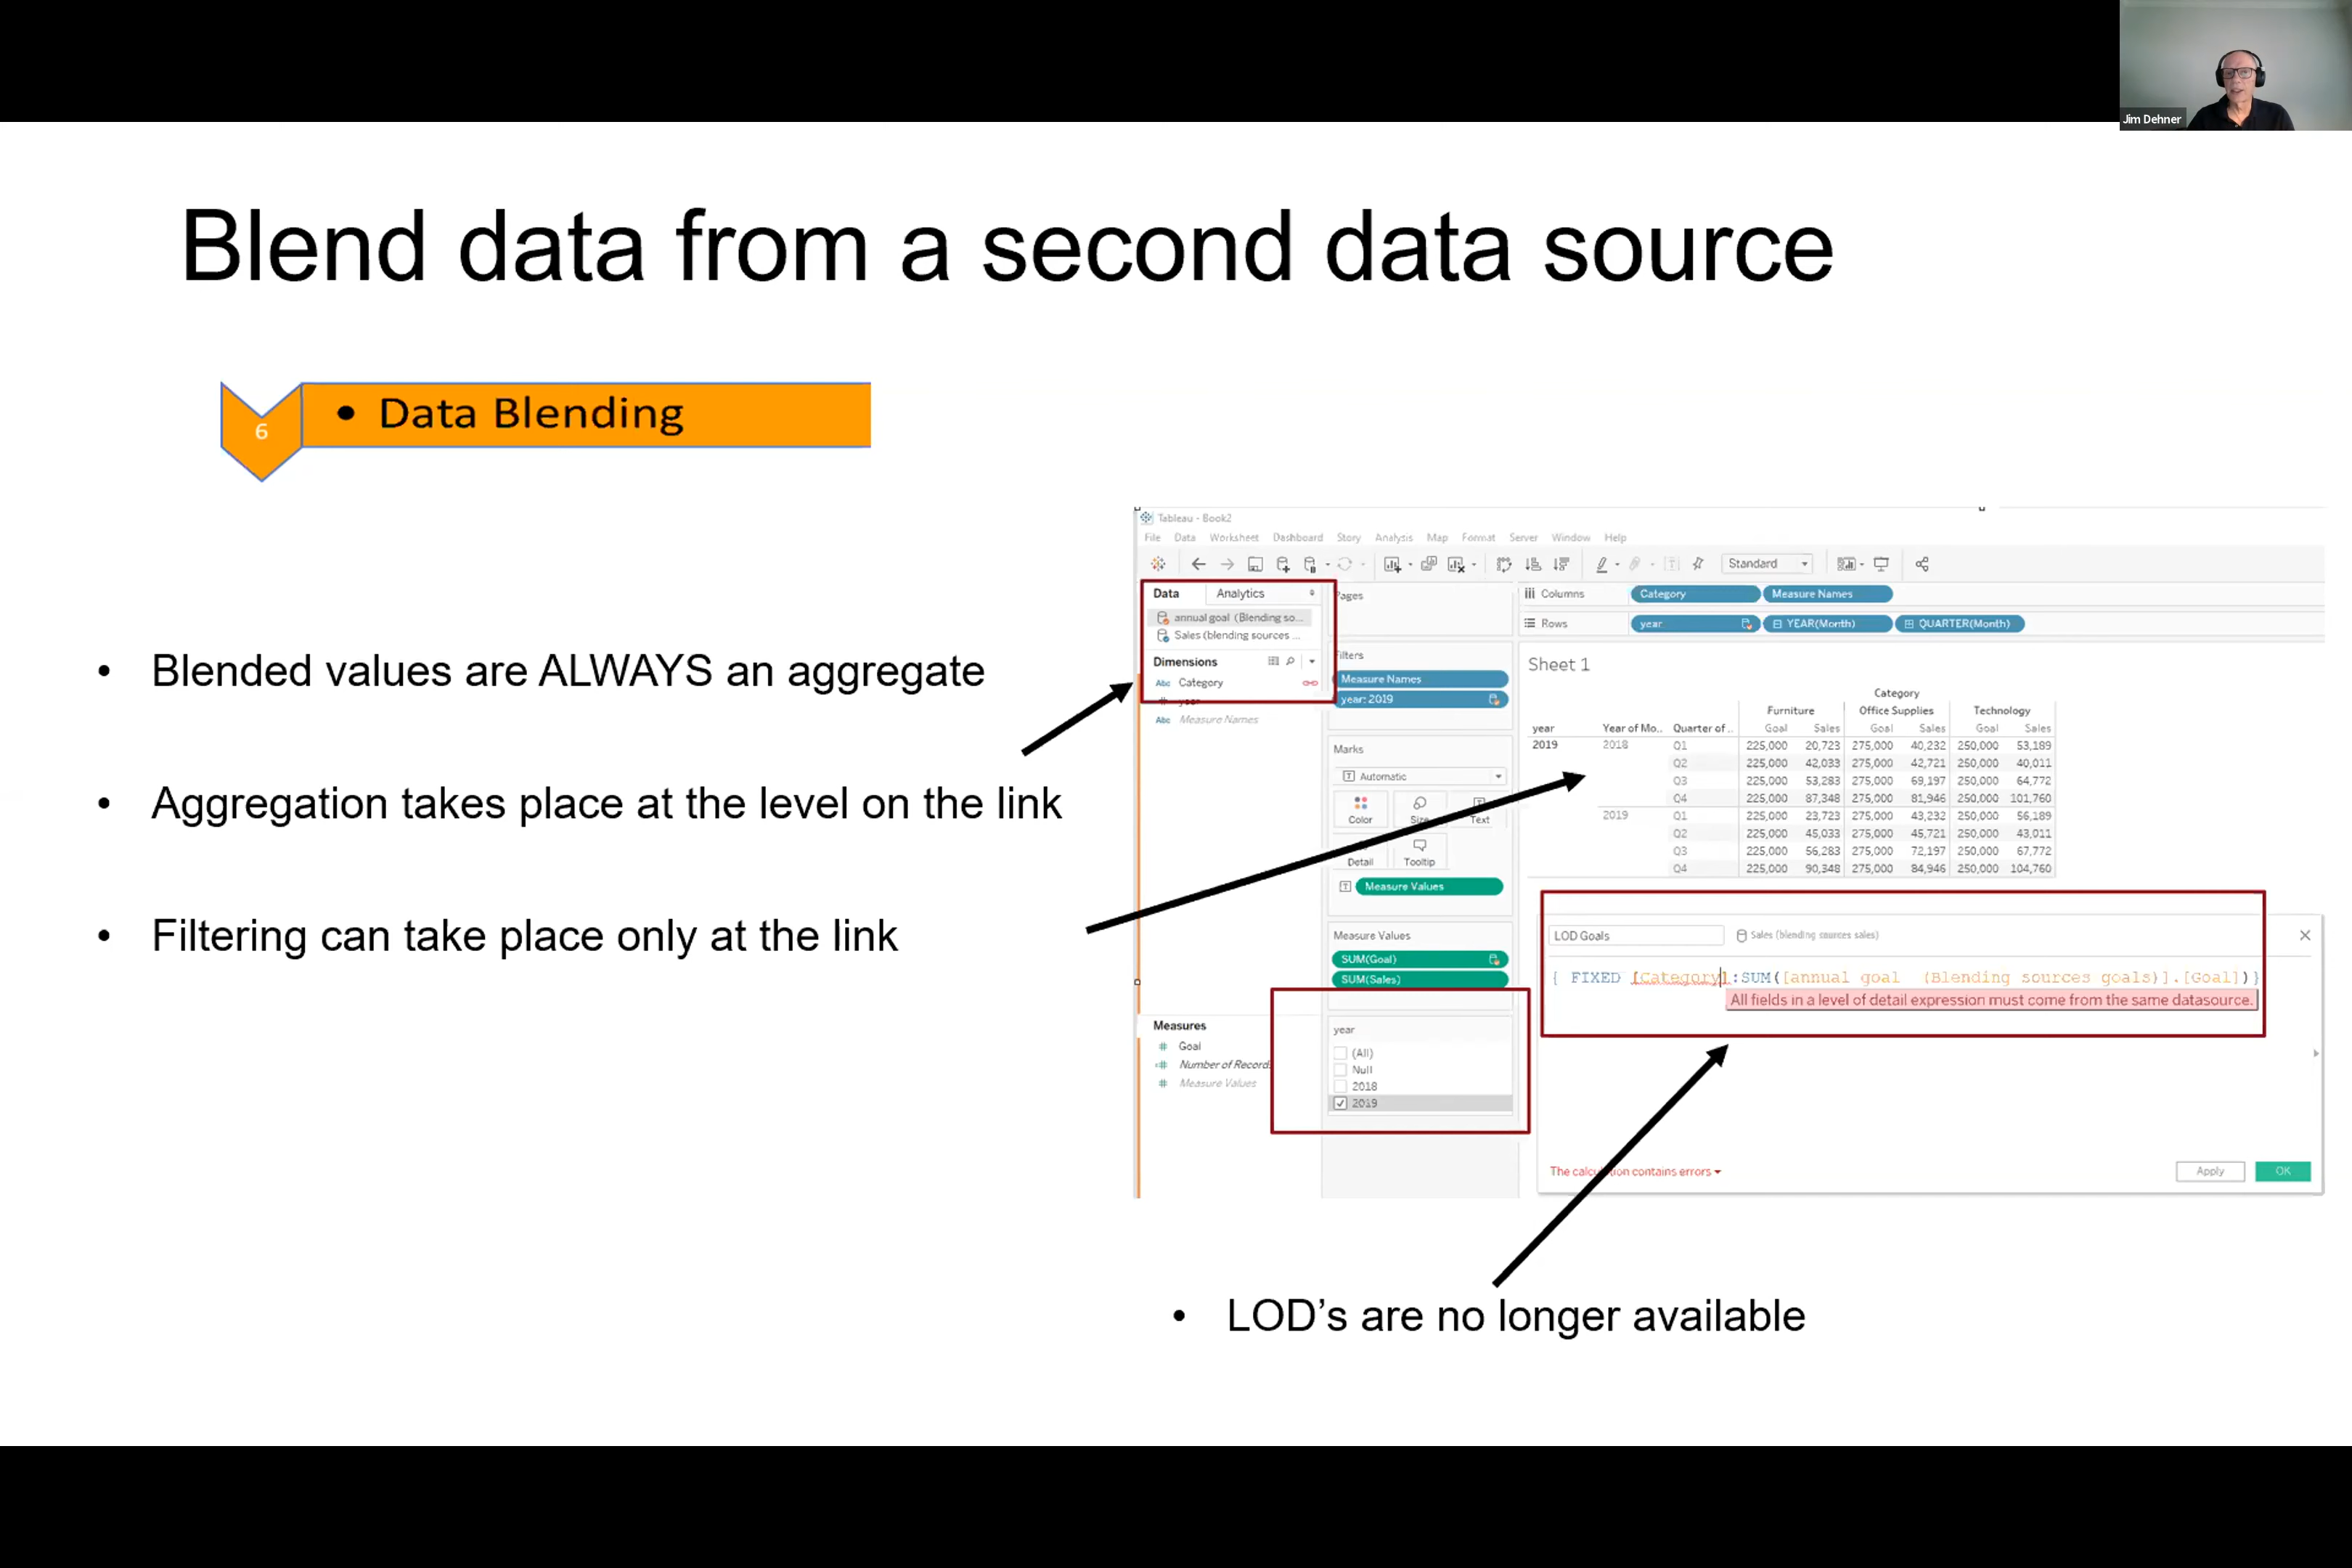 Jim Dehner
Blend data from a second data source
6
• Data Blending
• Blended values are ALWAYS an aggregate
• Aggregation takes place at the level on the link
• Filtering can take place only at the link
Tableau - Book2
File Data Worksheet Dashboard Story Analysis Map Format Server Window Help
Standard
Data Analytics
annual goal (Blending so...
Sales (blending sources ...
Dimensions
Abc Category
# year
Abc Measure Names
Measures
# Goal
# Number of Record
# Measure Values
Pages
Filters
Measure Names
year: 2019
Marks
Automatic
Color Size Text
Detail Tooltip
Measure Values
Measure Values
SUM(Goal)
SUM(Sales)
year
(All)
Null
2018
2019
Columns Category Measure Names
Rows year YEAR(Month) QUARTER(Month)
Sheet 1
Category
Furniture Office Supplies Technology
year Year of Mo.. Quarter of .. Goal Sales Goal Sales Goal Sales
2019 2018 Q1 225,000 20,723 275,000 40,232 250,000 53,189
Q2 225,000 42,033 275,000 42,721 250,000 40,011
Q3 225,000 53,283 275,000 69,197 250,000 64,772
Q4 225,000 87,348 275,000 81,946 250,000 101,760
2019 Q1 225,000 23,723 275,000 43,232 250,000 56,189
Q2 225,000 45,033 275,000 45,721 250,000 43,011
Q3 225,000 56,283 275,000 72,197 250,000 67,772
Q4 225,000 90,348 275,000 84,946 250,000 104,760
LOD Goals Sales (blending sources sales)
{ FIXED [Category]:SUM([annual goal (Blending sources goals)].[Goal])}
All fields in a level of detail expression must come from the same datasource.
The calculation contains errors
Apply OK
• LOD’s are no longer available